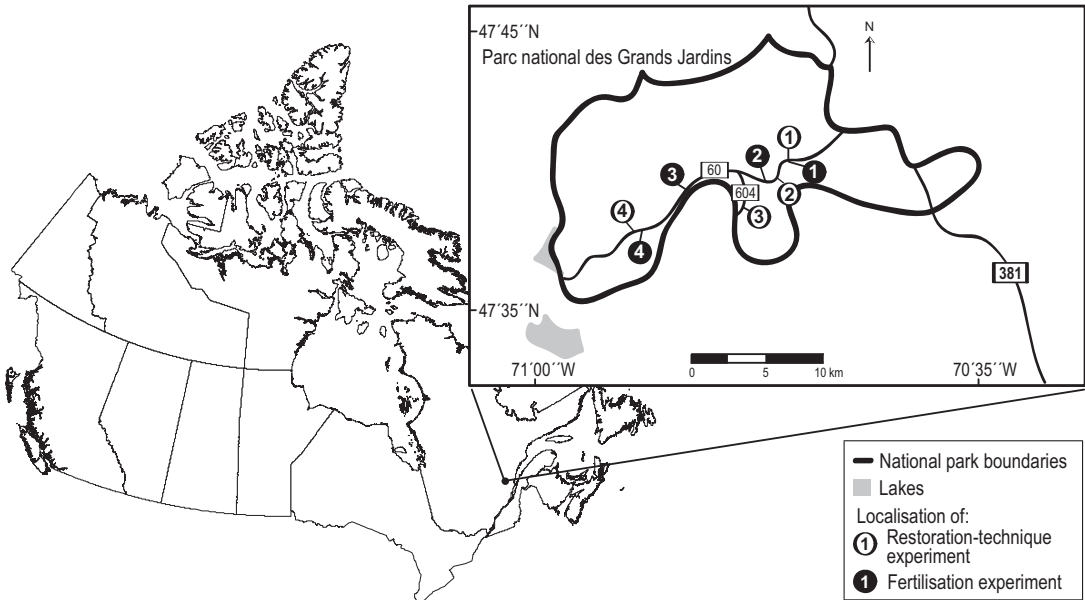 47´45´´N
Parc national des Grands Jardins
N
1
2
1
60
3
604
2
4
3
4
381
47´35´´N
71´00´´W
70´35´´W
0 5 10 km
National park boundaries
Lakes
Localisation of:
1 Restoration-technique
experiment
1 Fertilisation experiment